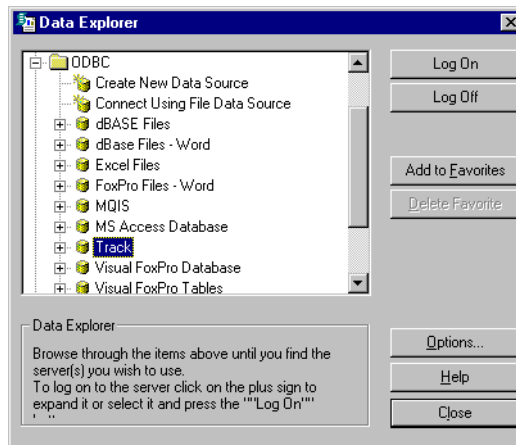 Data Explorer
ODBC
Create New Data Source
Connect Using File Data Source
dBASE Files
dBase Files - Word
Excel Files
FoxPro Files - Word
MQIS
MS Access Database
Track
Visual FoxPro Database
Visual FoxPro Tables
Log On
Log Off
Add to Favorites
Delete Favorite
Data Explorer
Browse through the items above until you find the
server(s) you wish to use.
To log on to the server click on the plus sign to
expand it or select it and press the ""Log On""
Options...
Help
Close